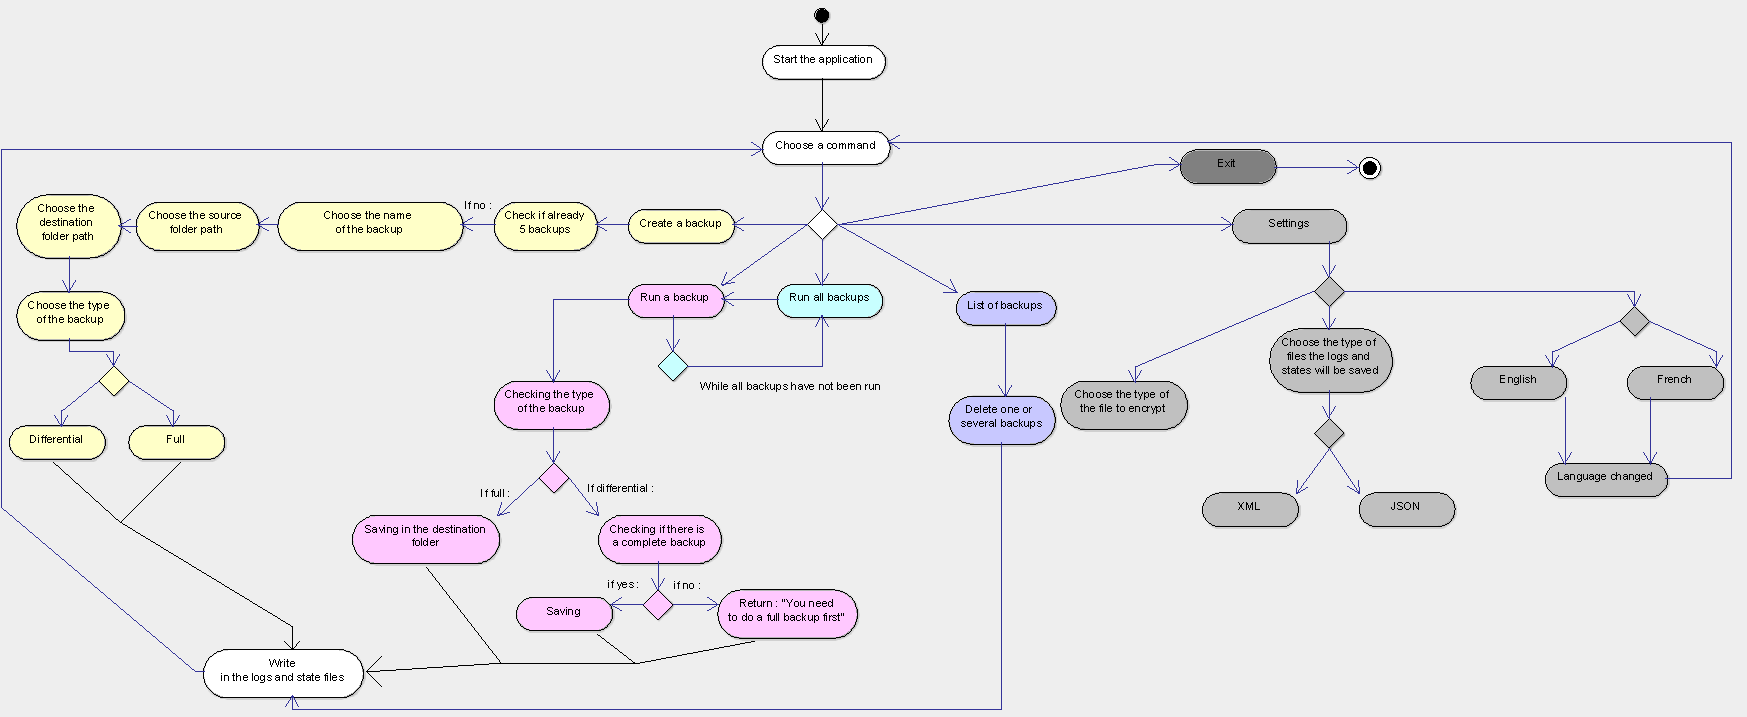 Start the application
Choose a command
Exit
Choose the
destination
folder path
Choose the source
folder path
Choose the name
of the backup
If no :
Check if already
5 backups
Create a backup
Settings
Choose the type
of the backup
Run a backup
Run all backups
List of backups
While all backups have not been run
Choose the type of
files the logs and
states will be saved
English
French
Checking the type
of the backup
Choose the type of
the file to encrypt
Delete one or
several backups
Differential
Full
Language changed
If full :
If differential :
XML
JSON
Saving in the destination
folder
Checking if there is
a complete backup
if yes :
if no :
Saving
Return : "You need
to do a full backup first"
Write
in the logs and state files